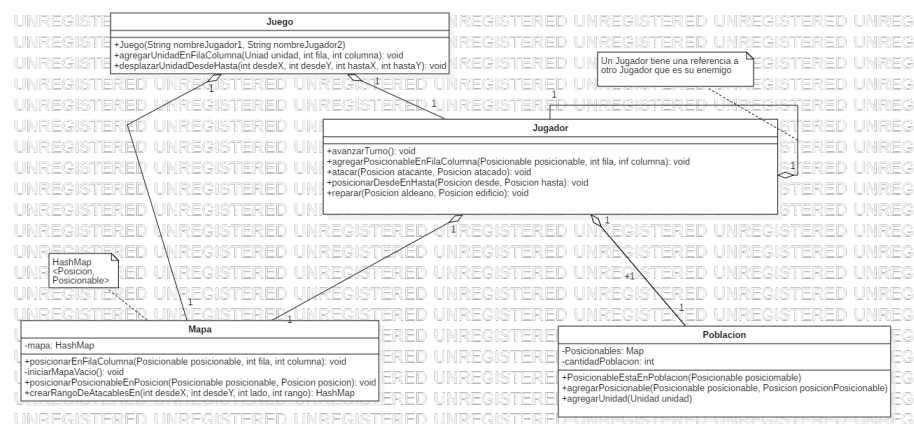 Juego
+Juego(String nombreJugador1, String nombreJugador2)
+agregarUnidadEnFilaColumna(Uniad unidad, int fila, int columna): void
+desplazarUnidadDesdeHasta(int desdeX, int desdeY, int hastaX, int hastaY): void
Un Jugador tiene una referencia a
otro Jugador que es su enemigo
1
1
1
1
Jugador
+avanzarTurno(): void
+agregarPosicionableEnFilaColumna(Posicionable posicionable, int fila, inf columna): void
+atacar(Posicion atacante, Posicion atacado): void
+posicionarDesdeEnHasta(Posicion desde, Posicion hasta): void
+reparar(Posicion aldeano, Posicion edificio): void
1
1
1
HashMap
<Posicion,
Posicionable>
+1
1
1
1
Mapa
-mapa: HashMap
+posicionarEnFilaColumna(Posicionable posicionable, int fila, int columna): void
-iniciarMapaVacio(): void
+posicionarPosicionableEnPosicion(Posicionable posicionable, Posicion posicion): void
+crearRangoDeAtacablesEn(int desdeX, int desdeY, int lado, int rango): HashMap
Poblacion
-Posicionables: Map
-cantidadPoblacion: int
+PosicionableEstaEnPoblacion(Posicionable posiciomable)
+agregarPosicionable(Posicionable posicionable, Posicion posicionPosicionable)
+agregarUnidad(Unidad unidad)